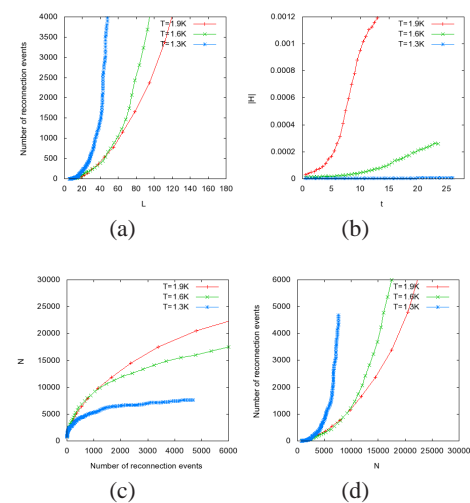 Number of reconnection events
4000
3500
3000
2500
2000
1500
1000
500
0
0 20 40 60 80 100 120 140 160 180
L
T=1.9K
T=1.6K
T=1.3K
(a)
|H|
0.0012
0.001
0.0008
0.0006
0.0004
0.0002
0
0 5 10 15 20 25
t
T=1.9K
T=1.6K
T=1.3K
(b)
N
30000
25000
20000
15000
10000
5000
0
0 1000 2000 3000 4000 5000 6000
Number of reconnection events
T=1.9K
T=1.6K
T=1.3K
(c)
Number of reconnection events
6000
5000
4000
3000
2000
1000
0
0 5000 10000 15000 20000 25000 30000
N
T=1.9K
T=1.6K
T=1.3K
(d)